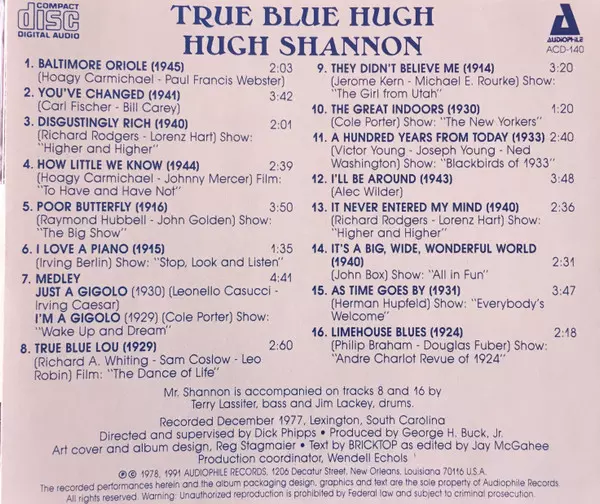 COMPACT
disc
DIGITAL AUDIO
TRUE BLUE HUGH
HUGH SHANNON
AUDIOPHILE
ACD-140
1. BALTIMORE ORIOLE (1945) 2:03
(Hoagy Carmichael - Paul Francis Webster)
2. YOU'VE CHANGED (1941) 3:42
(Carl Fischer - Bill Carey)
3. DISGUSTINGLY RICH (1940) 2:01
(Richard Rodgers - Lorenz Hart) Show:
"Higher and Higher"
4. HOW LITTLE WE KNOW (1944) 2:39
(Hoagy Carmichael - Johnny Mercer) Film:
"To Have and Have Not"
5. POOR BUTTERFLY (1916) 3:50
(Raymond Hubbell - John Golden) Show:
"The Big Show"
6. I LOVE A PIANO (1915) 1:35
(Irving Berlin) Show: "Stop, Look and Listen"
7. MEDLEY 4:41
JUST A GIGOLO (1930) (Leonello Casucci -
Irving Caesar)
I'M A GIGOLO (1929) (Cole Porter) Show:
"Wake Up and Dream"
8. TRUE BLUE LOU (1929) 2:60
(Richard A. Whiting - Sam Coslow - Leo
Robin) Film: "The Dance of Life"
9. THEY DIDN'T BELIEVE ME (1914) 3:20
(Jerome Kern - Michael E. Rourke) Show:
"The Girl from Utah"
10. THE GREAT INDOORS (1930) 1:20
(Cole Porter) Show: "The New Yorkers"
11. A HUNDRED YEARS FROM TODAY (1933) 2:40
(Victor Young - Joseph Young - Ned
Washington) Show: "Blackbirds of 1933"
12. I'LL BE AROUND (1943) 3:48
(Alec Wilder)
13. IT NEVER ENTERED MY MIND (1940) 2:36
(Richard Rodgers - Lorenz Hart) Show:
"Higher and Higher"
14. IT'S A BIG, WIDE, WONDERFUL WORLD
(1940) 2:31
(John Box) Show: "All in Fun"
15. AS TIME GOES BY (1931) 3:47
(Herman Hupfeld) Show: "Everybody's
Welcome"
16. LIMEHOUSE BLUES (1924) 2:18
(Philip Braham - Douglas Fuber) Show:
"Andre Charlot Revue of 1924"
Mr. Shannon is accompanied on tracks 8 and 16 by
Terry Lassiter, bass and Jim Lackey, drums.
Recorded December 1977, Lexington, South Carolina
Directed and supervised by Dick Phipps • Produced by George H. Buck, Jr.
Art cover and album design, Reg Stagmaier • Text by BRICKTOP as edited by Jay McGahee
Production coordinator, Wendell Echols
℗ © 1978, 1991 AUDIOPHILE RECORDS, 1206 Decatur Street, New Orleans, Louisiana 70116 U.S.A.
The recorded performances herein and the album packaging design, graphics and text are the sole property of Audiophile Records.
All rights reserved. Warning: Unauthorized reproduction is prohibited by Federal law and subject to criminal prosecution.